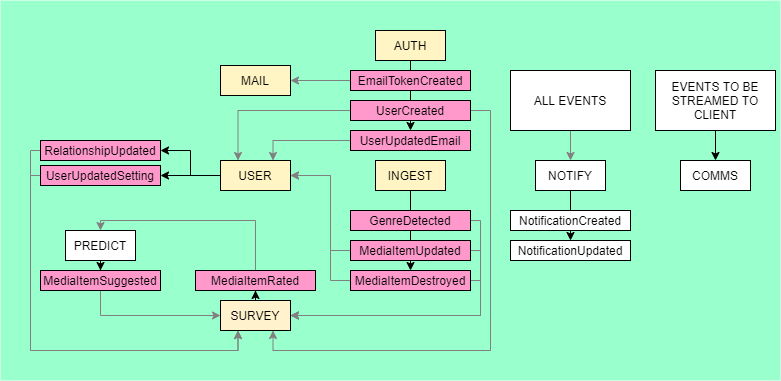 AUTH
MAIL
EmailTokenCreated
UserCreated
UserUpdatedEmail
RelationshipUpdated
UserUpdatedSetting
USER
INGEST
GenreDetected
MediaItemUpdated
MediaItemDestroyed
PREDICT
MediaItemSuggested
MediaItemRated
SURVEY
ALL EVENTS
NOTIFY
NotificationCreated
NotificationUpdated
EVENTS TO BE
STREAMED TO
CLIENT
COMMS